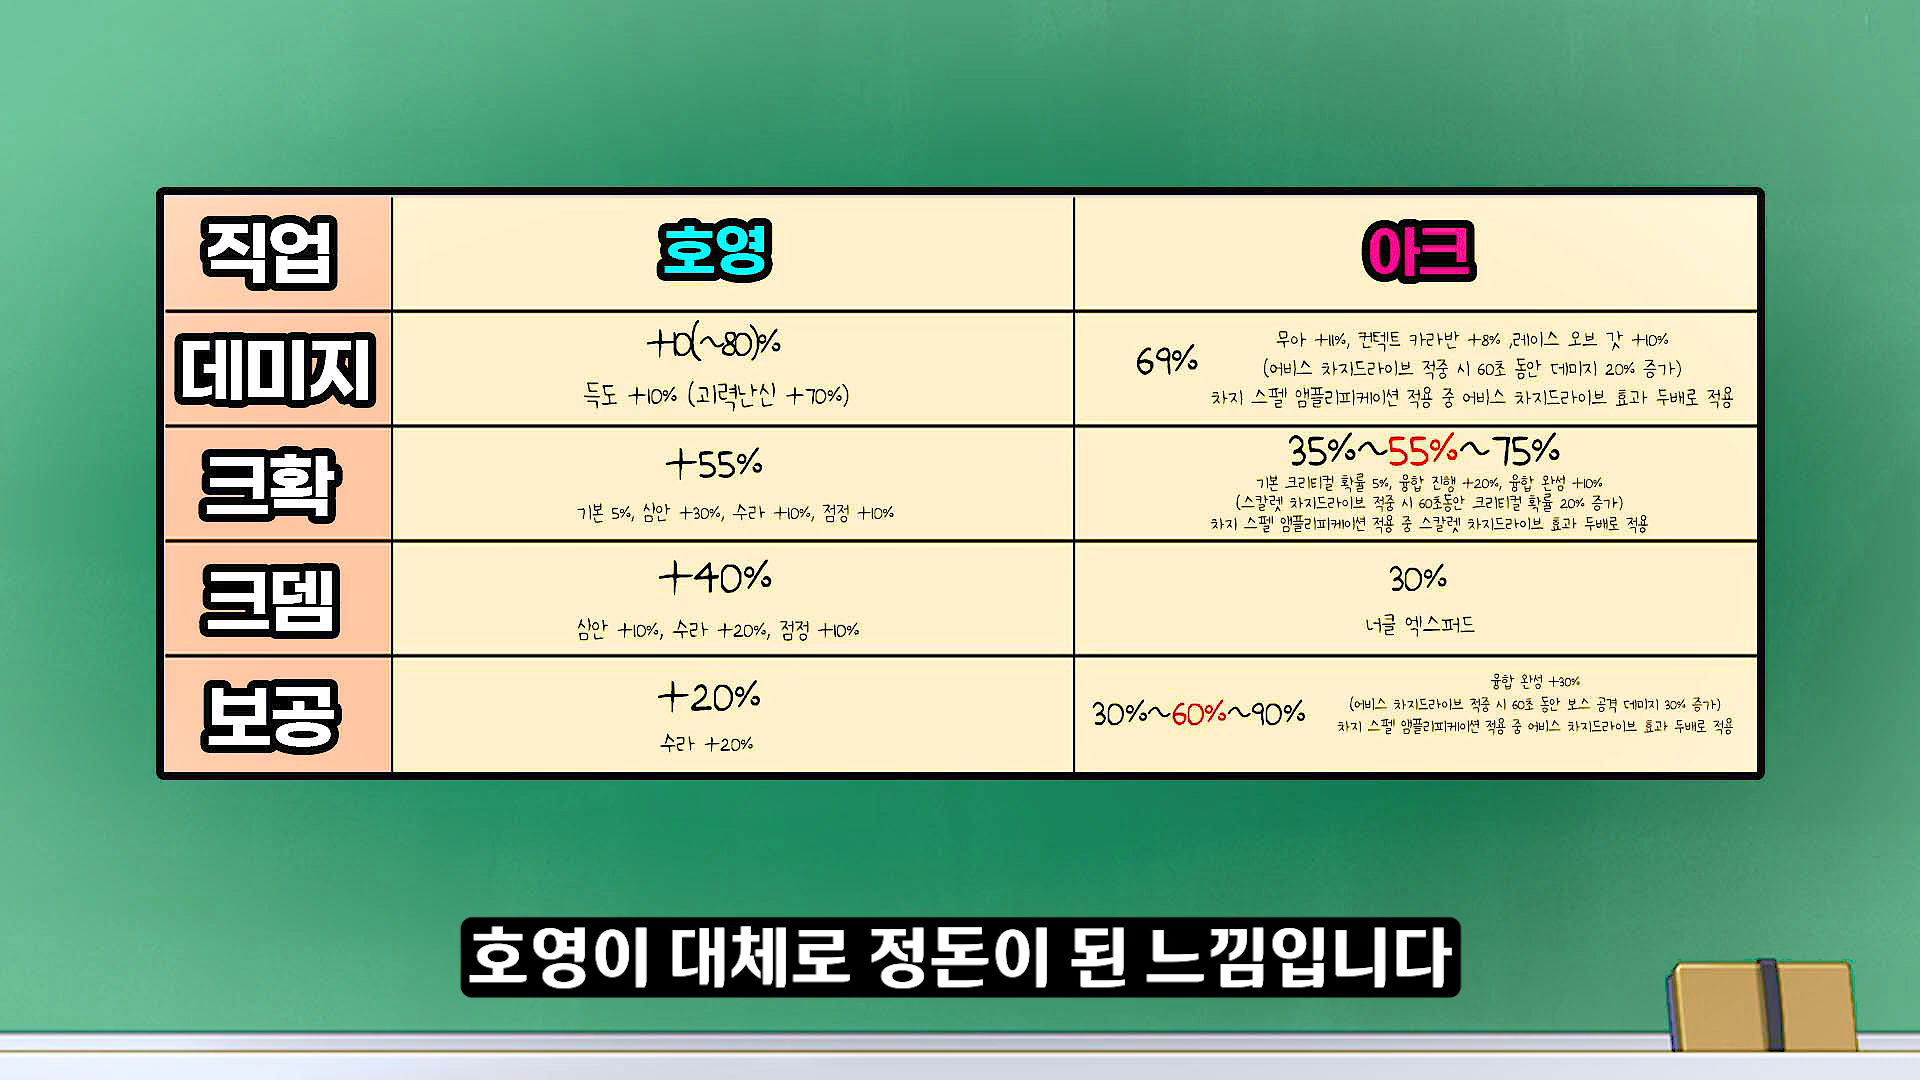 직업
호영
아크
데미지
+10(~80)%
득도 +10% (괴력난신 +70%)
69%
무아 +11%, 컨텍트 카라반 +8% ,레이스 오브 갓 +10%
(어비스 차지드라이브 적중 시 60초 동안 데미지 20% 증가)
차지 스펠 앰플리피케이션 적용 중 어비스 차지드라이브 효과 두배로 적용
크확
+55%
기본 5%, 심안 +30%, 수라 +10%, 점정 +10%
35%~55%~75%
기본 크리티컬 확률 5%, 융합 진행 +20%, 융합 완성 +10%
(스칼렛 차지드라이브 적중 시 60초동안 크리티컬 확률 20% 증가)
차지 스펠 앰플리피케이션 적용 중 스칼렛 차지드라이브 효과 두배로 적용
크뎀
+40%
심안 +10%, 수라 +20%, 점정 +10%
30%
너클 엑스퍼드
보공
+20%
수라 +20%
30%~60%~90%
융합 완성 +30%
(어비스 차지드라이브 적중 시 60초 동안 보스 공격 데미지 30% 증가)
차지 스펠 앰플리피케이션 적용 중 어비스 차지드라이브 효과 두배로 적용
호영이 대체로 정돈이 된 느낌입니다